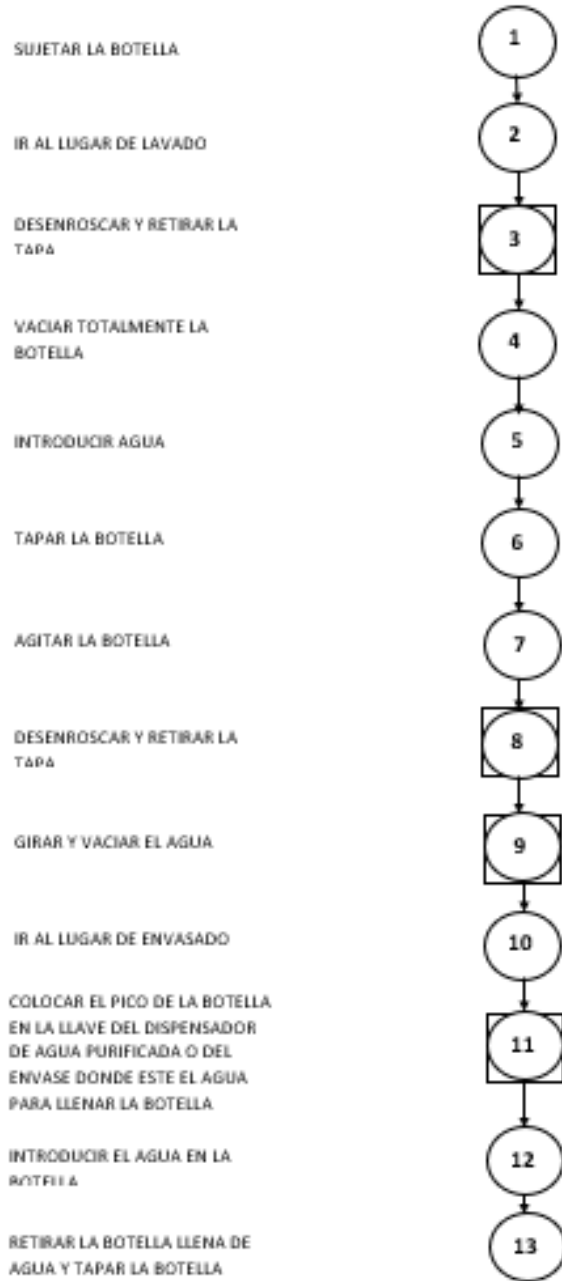 SUJETAR LA BOTELLA
1
IR AL LUGAR DE LAVADO
2
DESENROSCAR Y RETIRAR LA
TAPA
3
VACIAR TOTALMENTE LA
BOTELLA
4
INTRODUCIR AGUA
5
TAPAR LA BOTELLA
6
AGITAR LA BOTELLA
7
DESENROSCAR Y RETIRAR LA
TAPA
8
GIRAR Y VACIAR EL AGUA
9
IR AL LUGAR DE ENVASADO
10
COLOCAR EL PICO DE LA BOTELLA
EN LA LLAVE DEL DISPENSADOR
DE AGUA PURIFICADA O DEL
ENVASE DONDE ESTE EL AGUA
PARA LLENAR LA BOTELLA
11
INTRODUCIR EL AGUA EN LA
BOTELLA
12
RETIRAR LA BOTELLA LLENA DE
AGUA Y TAPAR LA BOTELLA
13